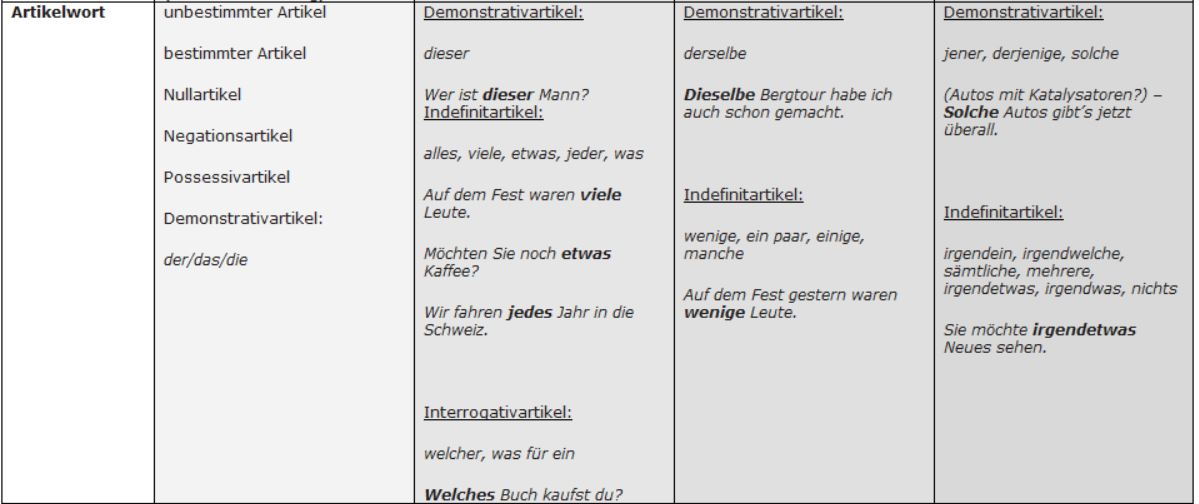 Artikelwort
unbestimmter Artikel
bestimmter Artikel
Nullartikel
Negationsartikel
Possessivartikel
Demonstrativartikel:
der/das/die
Demonstrativartikel:
dieser
Wer ist dieser Mann?
Indefinitartikel:
alles, viele, etwas, jeder, was
Auf dem Fest waren viele
Leute.
Möchten Sie noch etwas
Kaffee?
Wir fahren jedes Jahr in die
Schweiz.
Interrogativartikel:
welcher, was für ein
Welches Buch kaufst du?
Demonstrativartikel:
derselbe
Dieselbe Bergtour habe ich
auch schon gemacht.
Indefinitartikel:
wenige, ein paar, einige,
manche
Auf dem Fest gestern waren
wenige Leute.
Demonstrativartikel:
jener, derjenige, solche
(Autos mit Katalysatoren?) –
Solche Autos gibt's jetzt
überall.
Indefinitartikel:
irgendein, irgendwelche,
sämtliche, mehrere,
irgendetwas, irgendwas, nichts
Sie möchte irgendetwas
Neues sehen.